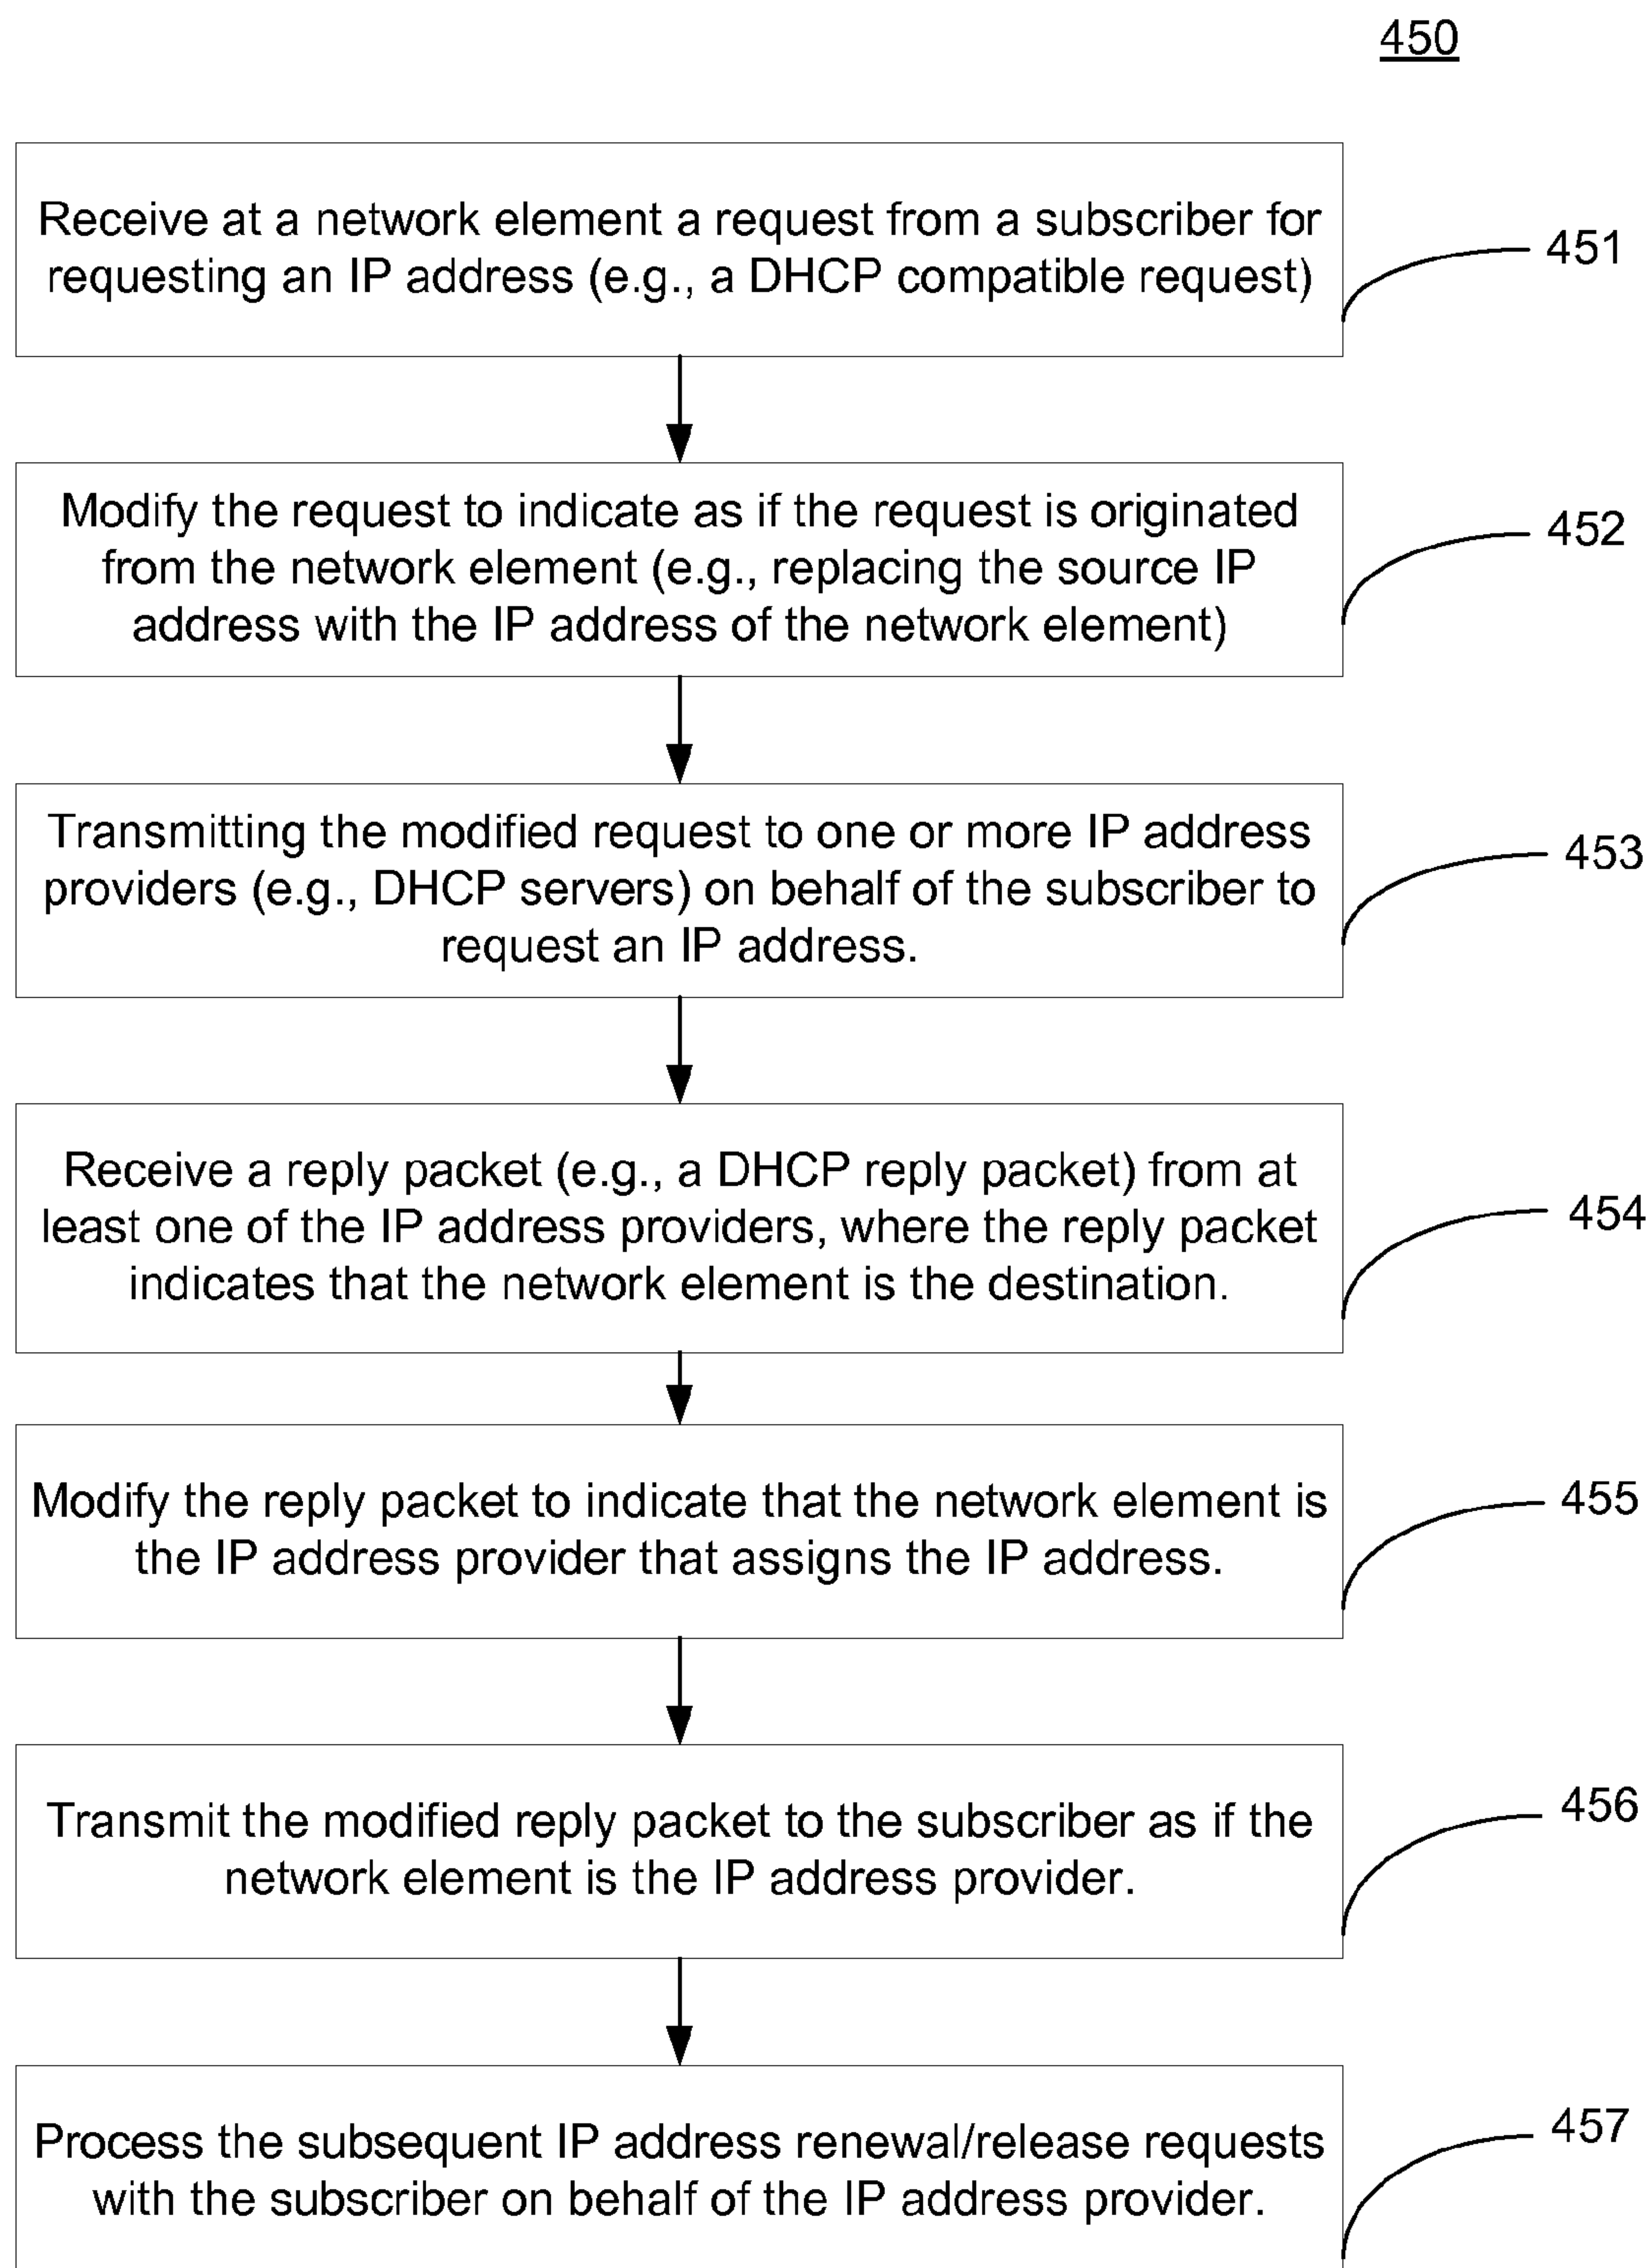 450
Receive at a network element a request from a subscriber for
requesting an IP address (e.g., a DHCP compatible request)
451
Modify the request to indicate as if the request is originated
from the network element (e.g., replacing the source IP
address with the IP address of the network element)
452
Transmitting the modified request to one or more IP address
providers (e.g., DHCP servers) on behalf of the subscriber to
request an IP address.
453
Receive a reply packet (e.g., a DHCP reply packet) from at
least one of the IP address providers, where the reply packet
indicates that the network element is the destination.
454
Modify the reply packet to indicate that the network element is
the IP address provider that assigns the IP address.
455
Transmit the modified reply packet to the subscriber as if the
network element is the IP address provider.
456
Process the subsequent IP address renewal/release requests
with the subscriber on behalf of the IP address provider.
457